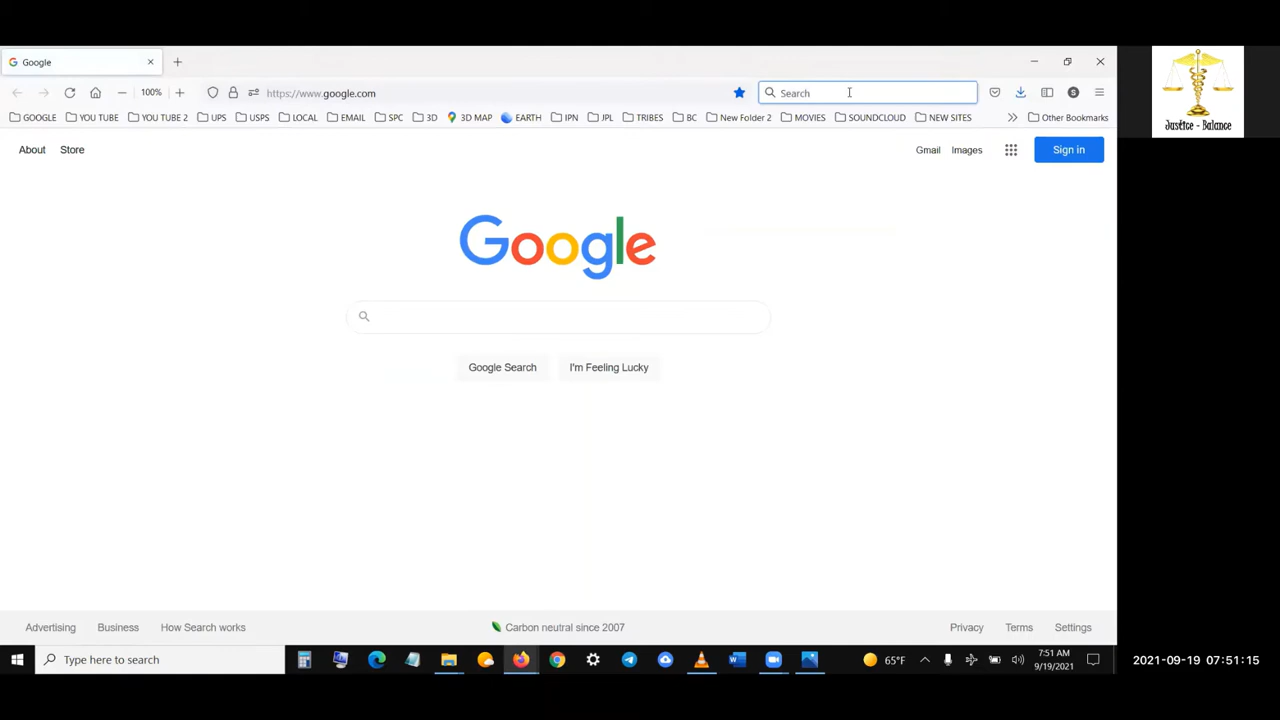 Google
100%
https://www.google.com
Search
S
GOOGLE YOU TUBE YOU TUBE 2 UPS USPS LOCAL EMAIL SPC 3D 3D MAP EARTH IPN JPL TRIBES BC New Folder 2 MOVIES SOUNDCLOUD NEW SITES Other Bookmarks
About Store Gmail Images Sign in
Google
Google Search I'm Feeling Lucky
Advertising Business How Search works Carbon neutral since 2007 Privacy Terms Settings
Type here to search
65°F
7:51 AM
9/19/2021
Justice - Balance
2021-09-19 07:51:15